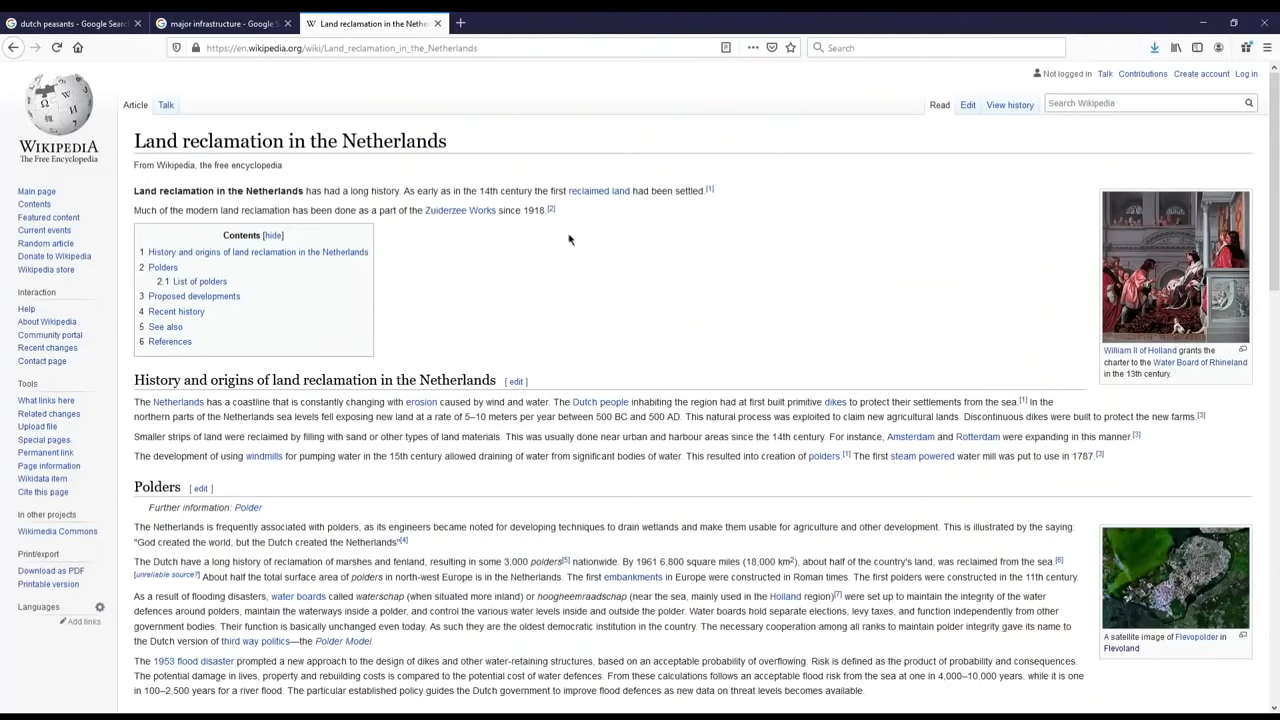 dutch peasants - Google Searc
major infrastructure - Google S
Land reclamation in the Nethe
https://en.wikipedia.org/wiki/Land_reclamation_in_the_Netherlands
Search
Not logged in Talk Contributions Create account Log in
Article Talk
Read Edit View history Search Wikipedia
WIKIPEDIA
The Free Encyclopedia
Main page
Contents
Featured content
Current events
Random article
Donate to Wikipedia
Wikipedia store
Interaction
Help
About Wikipedia
Community portal
Recent changes
Contact page
Tools
What links here
Related changes
Upload file
Special pages
Permanent link
Page information
Wikidata item
Cite this page
In other projects
Wikimedia Commons
Print/export
Download as PDF
Printable version
Languages
Add links
Land reclamation in the Netherlands
From Wikipedia, the free encyclopedia
Land reclamation in the Netherlands has had a long history. As early as in the 14th century the first reclaimed land had been settled.[1]
Much of the modern land reclamation has been done as a part of the Zuiderzee Works since 1918.[2]
Contents [hide]
1 History and origins of land reclamation in the Netherlands
2 Polders
2.1 List of polders
3 Proposed developments
4 Recent history
5 See also
6 References
William II of Holland grants the
charter to the Water Board of Rhineland
in the 13th century.
History and origins of land reclamation in the Netherlands [ edit ]
The Netherlands has a coastline that is constantly changing with erosion caused by wind and water. The Dutch people inhabiting the region had at first built primitive dikes to protect their settlements from the sea.[1] In the
northern parts of the Netherlands sea levels fell exposing new land at a rate of 5–10 meters per year between 500 BC and 500 AD. This natural process was exploited to claim new agricultural lands. Discontinuous dikes were built to protect the new farms.[3]
Smaller strips of land were reclaimed by filling with sand or other types of land materials. This was usually done near urban and harbour areas since the 14th century. For instance, Amsterdam and Rotterdam were expanding in this manner.[3]
The development of using windmills for pumping water in the 15th century allowed draining of water from significant bodies of water. This resulted into creation of polders.[1] The first steam powered water mill was put to use in 1787.[3]
Polders [ edit ]
Further information: Polder
The Netherlands is frequently associated with polders, as its engineers became noted for developing techniques to drain wetlands and make them usable for agriculture and other development. This is illustrated by the saying:
"God created the world, but the Dutch created the Netherlands"[4]
The Dutch have a long history of reclamation of marshes and fenland, resulting in some 3,000 polders[5] nationwide. By 1961 6,800 square miles (18,000 km2), about half of the country's land, was reclaimed from the sea.[6]
[unreliable source?] About half the total surface area of polders in north-west Europe is in the Netherlands. The first embankments in Europe were constructed in Roman times. The first polders were constructed in the 11th century.
As a result of flooding disasters, water boards called waterschap (when situated more inland) or hoogheemraadschap (near the sea, mainly used in the Holland region)[7] were set up to maintain the integrity of the water
defences around polders, maintain the waterways inside a polder, and control the various water levels inside and outside the polder. Water boards hold separate elections, levy taxes, and function independently from other
government bodies. Their function is basically unchanged even today. As such they are the oldest democratic institution in the country. The necessary cooperation among all ranks to maintain polder integrity gave its name to
the Dutch version of third way politics—the Polder Model.
A satellite image of Flevopolder in
Flevoland
The 1953 flood disaster prompted a new approach to the design of dikes and other water-retaining structures, based on an acceptable probability of overflowing. Risk is defined as the product of probability and consequences.
The potential damage in lives, property and rebuilding costs is compared to the potential cost of water defences. From these calculations follows an acceptable flood risk from the sea at one in 4,000–10,000 years, while it is one
in 100–2,500 years for a river flood. The particular established policy guides the Dutch government to improve flood defences as new data on threat levels becomes available.